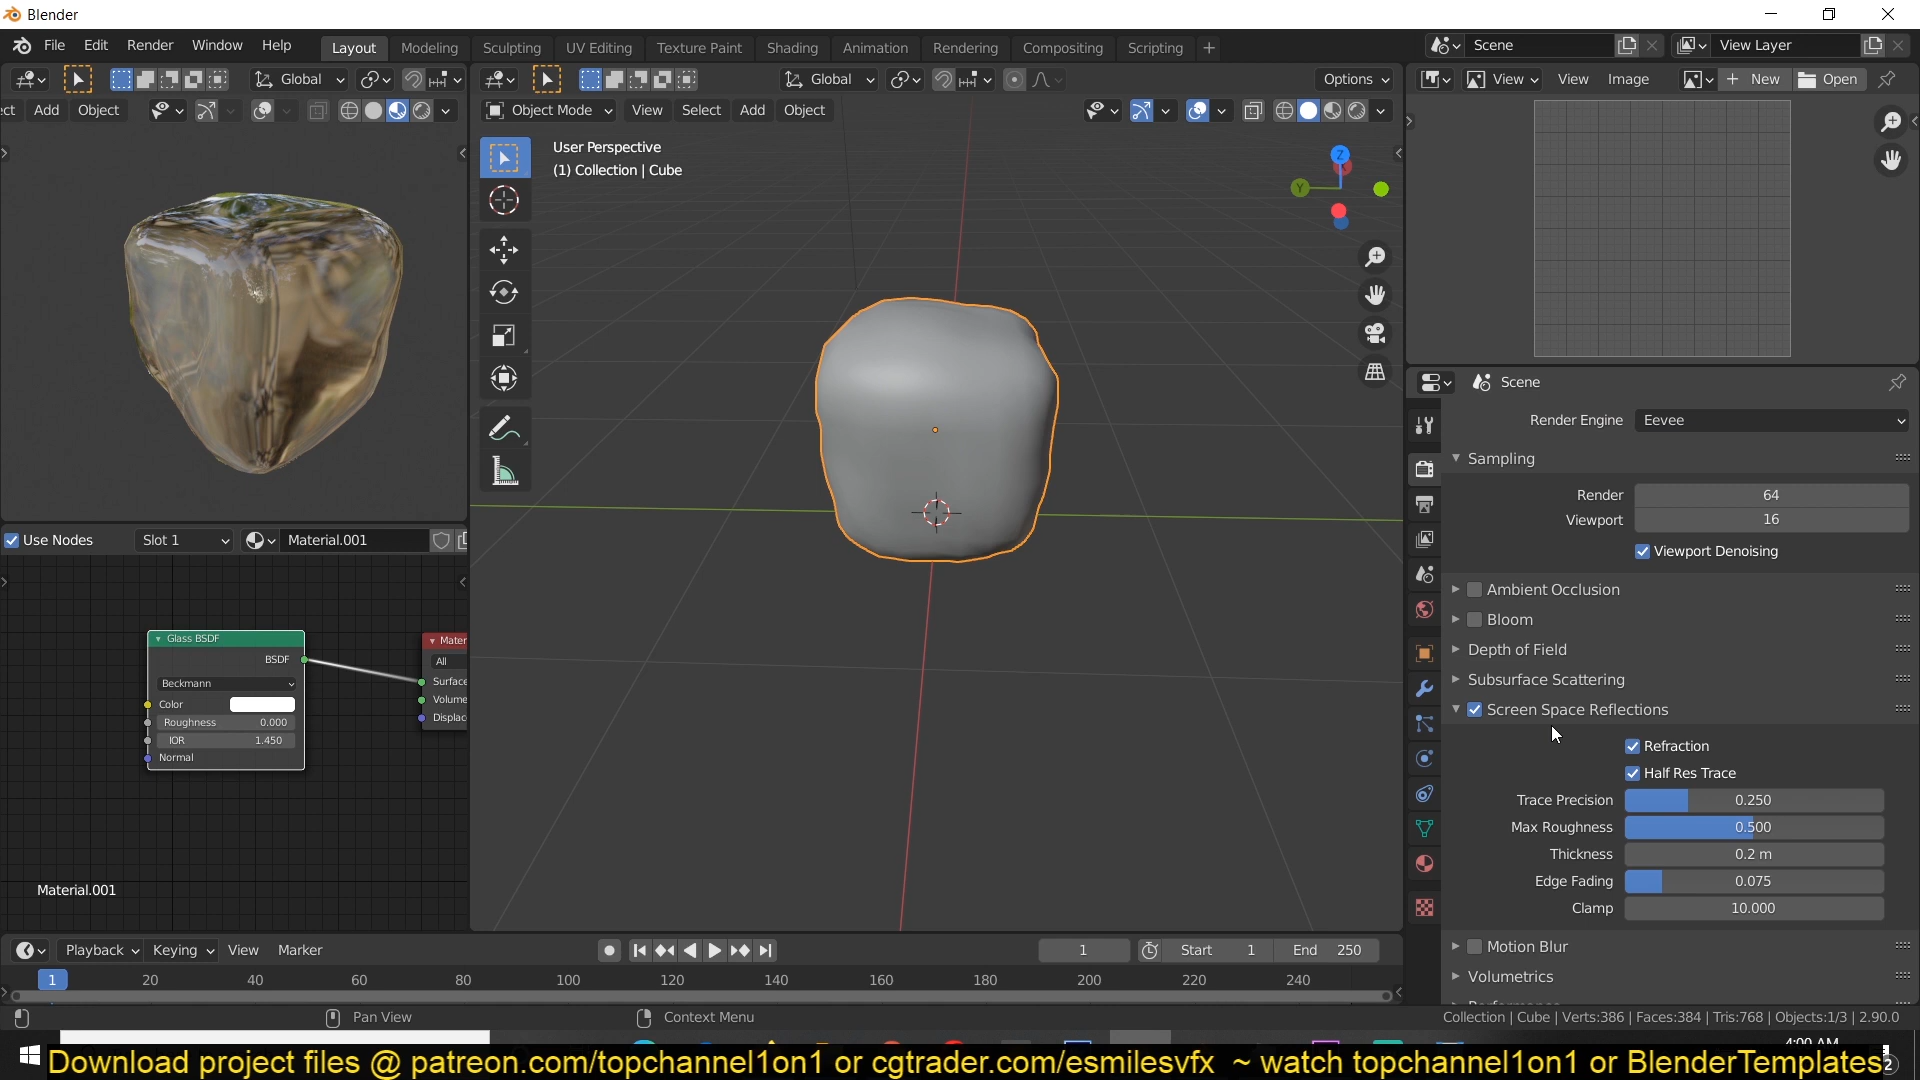 Blender
File Edit Render Window Help Layout Modeling Sculpting UV Editing Texture Paint Shading Animation Rendering Compositing Scripting + Scene View Layer
Global Global Options View View Image New Open
ct Add Object Object Mode View Select Add Object
User Perspective
(1) Collection | Cube
Z
Y
Scene
Render Engine Eevee
Sampling
Render 64
Viewport 16
Viewport Denoising
Ambient Occlusion
Bloom
Depth of Field
Subsurface Scattering
Screen Space Reflections
Refraction
Half Res Trace
Trace Precision 0.250
Max Roughness 0.500
Thickness 0.2 m
Edge Fading 0.075
Clamp 10.000
Motion Blur
Volumetrics
Use Nodes Slot 1 Material.001
Glass BSDF
BSDF
Beckmann
Color
Roughness 0.000
IOR 1.450
Normal
Mater
All
Surface
Volume
Displac
Material.001
Playback Keying View Marker 1 Start 1 End 250
1 20 40 60 80 100 120 140 160 180 200 220 240
Pan View Context Menu Collection | Cube | Verts:386 | Faces:384 | Tris:768 | Objects:1/3 | 2.90.0
4:00 AM
Download project files @ patreon.com/topchannel1on1 or cgtrader.com/esmilesvfx ~ watch topchannel1on1 or BlenderTemplates
2